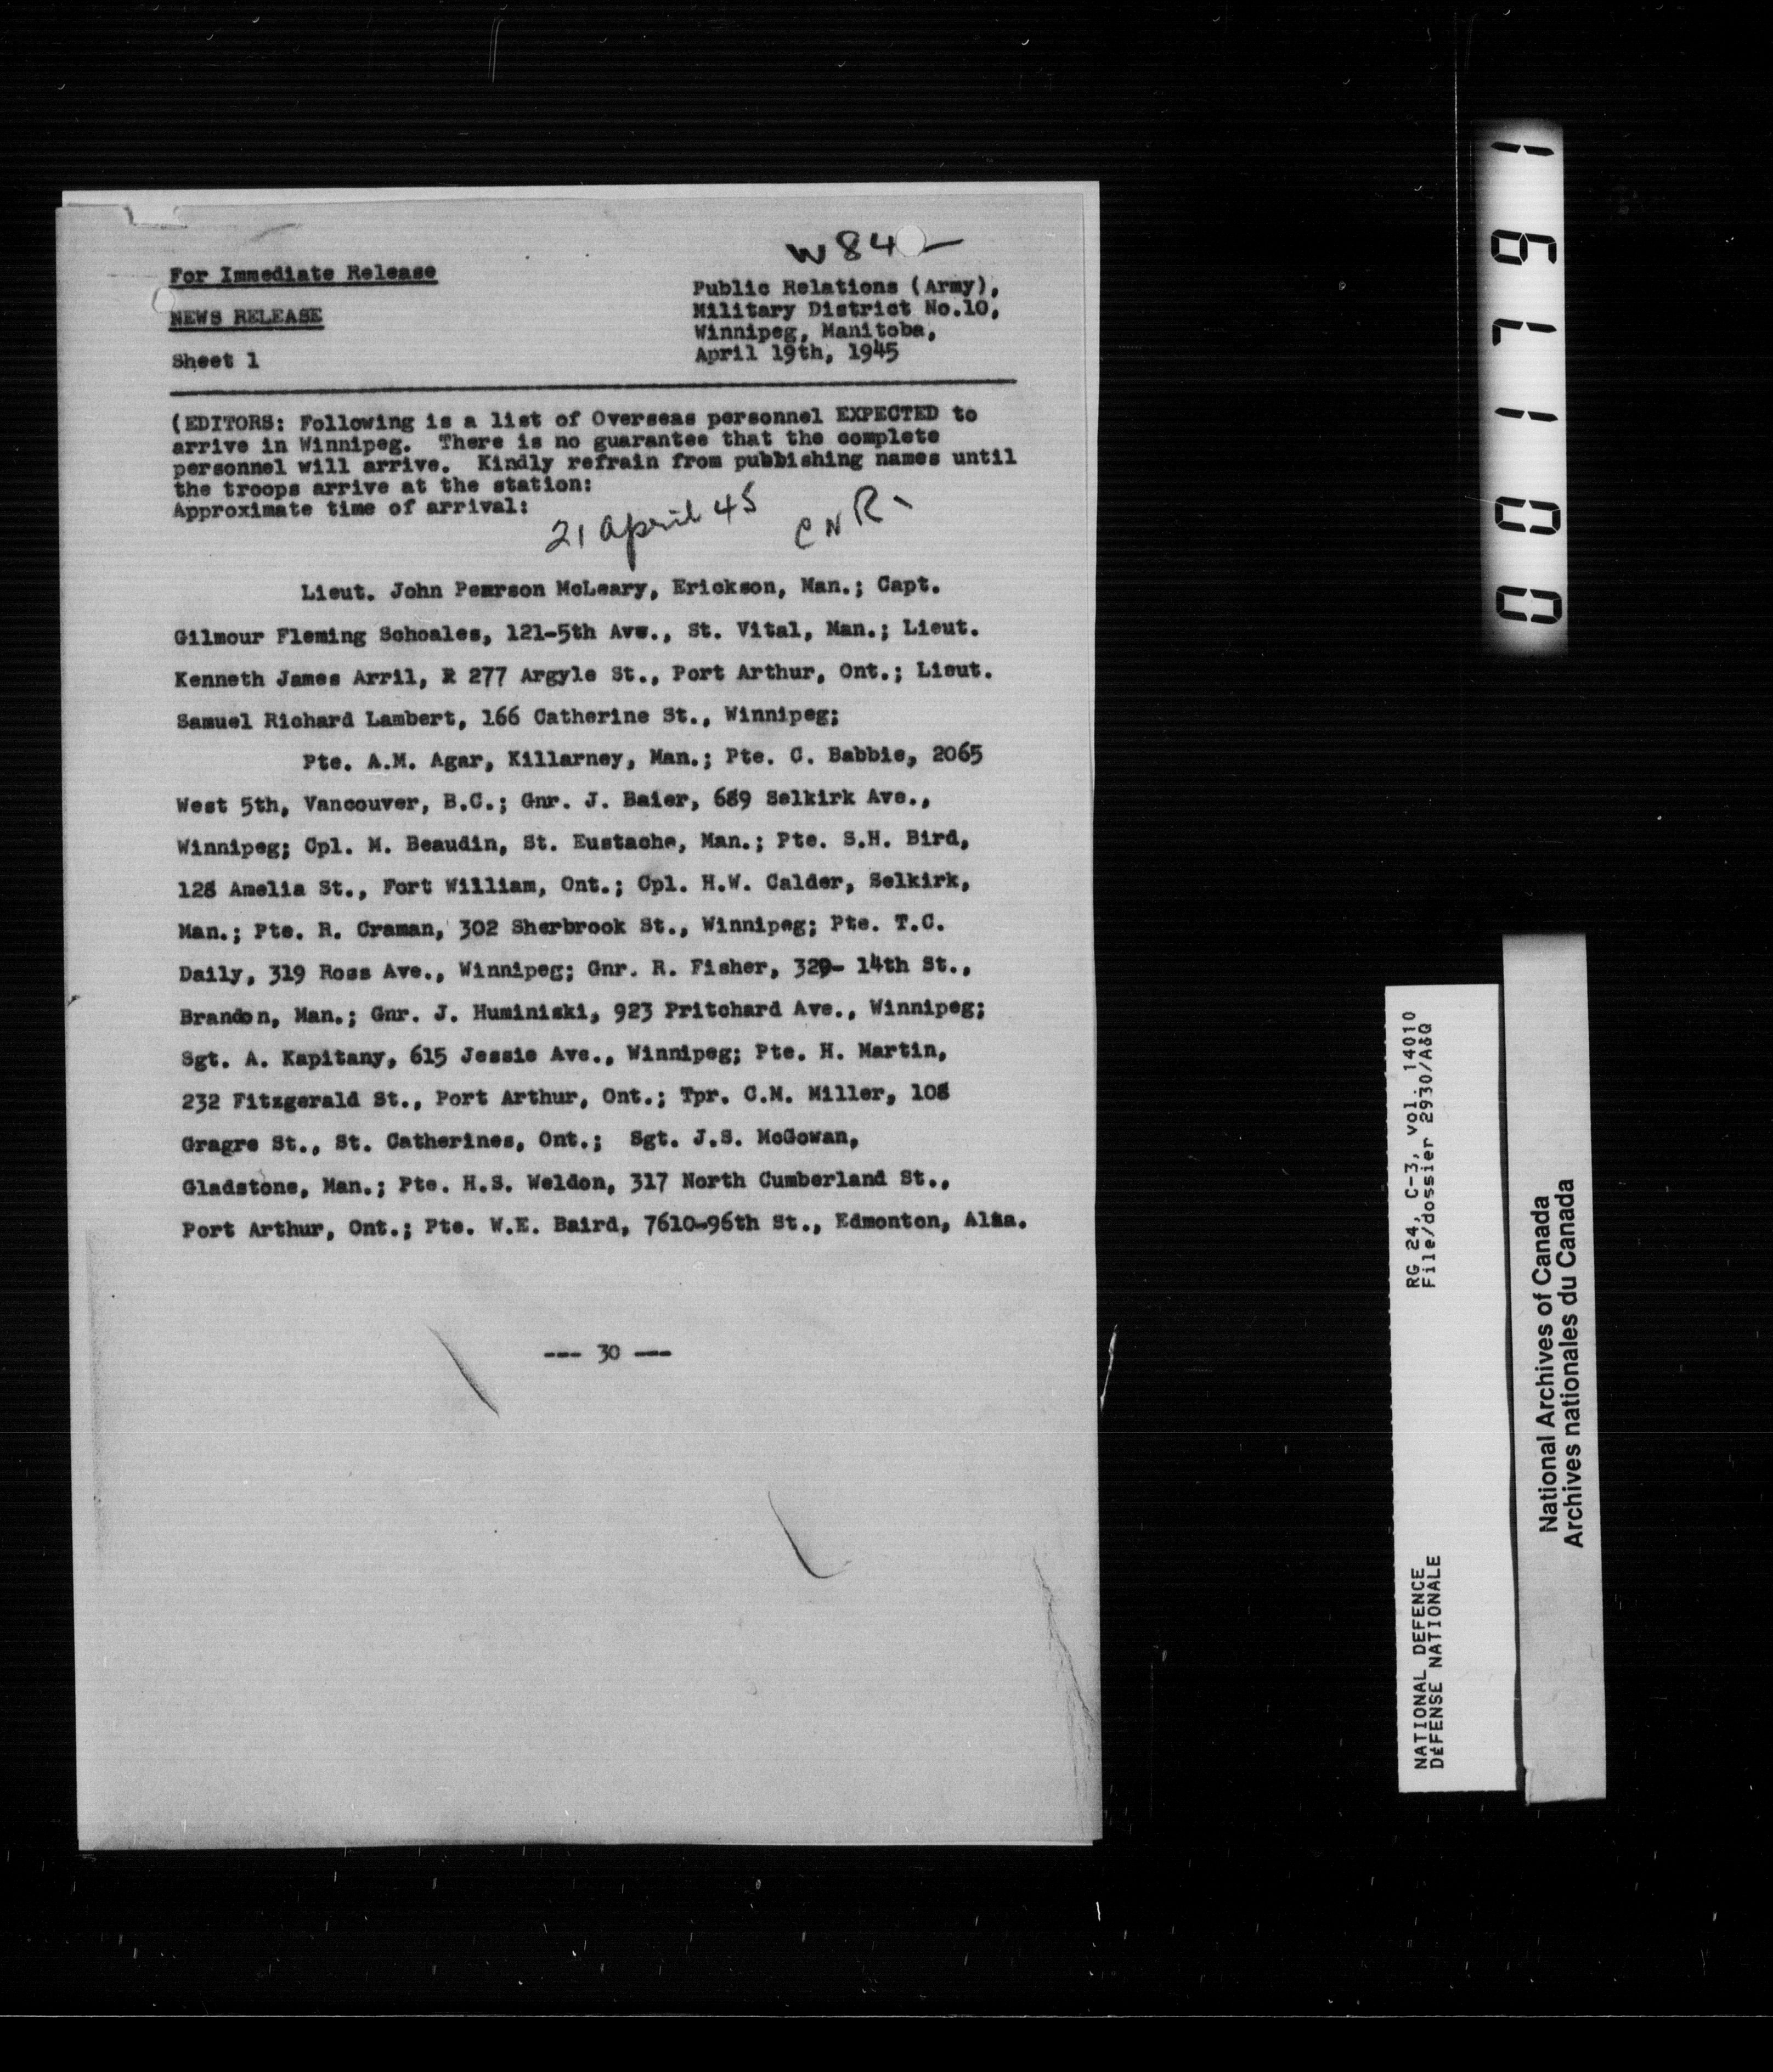 W 840
For Immediate Release
NEWS RELEASE
Sheet 1
Public Relations (Army),
Military District No.10,
Winnipeg, Manitoba,
April 19th, 1945
(EDITORS: Following is a list of Overseas personnel EXPECTED to
arrive in Winnipeg. There is no guarantee that the complete
personnel will arrive. Kindly refrain from pubbishing names until
the troops arrive at the station:
Approximate time of arrival:
21 April 45 CNR.
Lieut. John Pearson McLeary, Erickson, Man.; Capt.
Gilmour Fleming Schoales, 121-5th Ave., St. Vital, Man.; Lieut.
Kenneth James Arril, R 277 Argyle St., Port Arthur, Ont.; Lieut.
Samuel Richard Lambert, 166 Catherine St., Winnipeg;
Pte. A.M. Agar, Killarney, Man.; Pte. C. Babbie, 2065
West 5th, Vancouver, B.C.; Gnr. J. Baier, 689 Selkirk Ave.,
Winnipeg; Cpl. M. Beaudin, St. Eustache, Man.; Pte. S.H. Bird,
128 Amelia St., Fort William, Ont.; Cpl. H.W. Calder, Selkirk,
Man.; Pte. R. Craman, 302 Sherbrook St., Winnipeg; Pte. T.C.
Daily, 319 Ross Ave., Winnipeg; Gnr. R. Fisher, 329- 14th St.,
Brandon, Man.; Gnr. J. Huminiski, 923 Pritchard Ave., Winnipeg;
Sgt. A. Kapitany, 615 Jessie Ave., Winnipeg; Pte. H. Martin,
232 Fitzgerald St., Port Arthur, Ont.; Tpr. C.M. Miller, 108
Gragre St., St. Catherines, Ont.; Sgt. J.S. McGowan,
Gladstone, Man.; Pte. H.S. Weldon, 317 North Cumberland St.,
Port Arthur, Ont.; Pte. W.E. Baird, 7610-96th St., Edmonton, Alta.
--- 30 ---
001791
RG 24, C-3, vol. 14010
File/dossier 2930/A&Q
NATIONAL DEFENCE
DÉFENSE NATIONALE
National Archives of Canada
Archives nationales du Canada